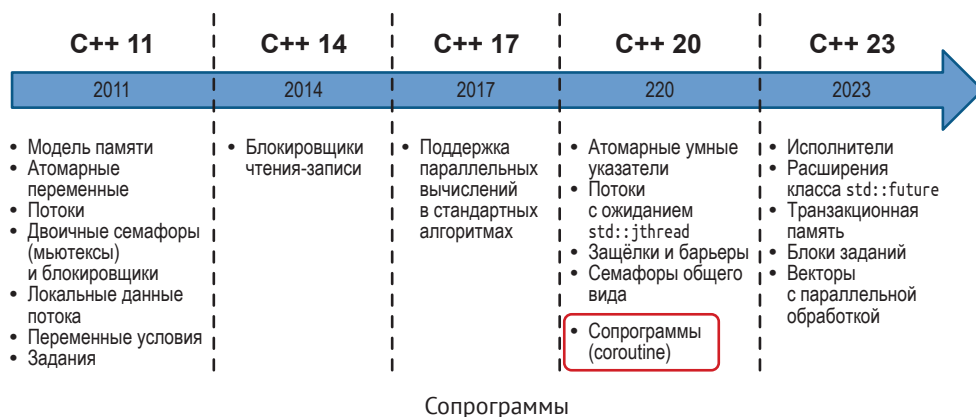 C++ 11
C++ 14
C++ 17
C++ 20
C++ 23
2011
2014
2017
220
2023
• Модель памяти
• Атомарные
переменные
• Потоки
• Двоичные семафоры
(мьютексы)
и блокировщики
• Локальные данные
потока
• Переменные условия
• Задания
• Блокировщики
чтения-записи
• Поддержка
параллельных
вычислений
в стандартных
алгоритмах
• Атомарные умные
указатели
• Потоки
с ожиданием
std::jthread
• Защёлки и барьеры
• Семафоры общего
вида
• Сопрограммы
(coroutine)
• Исполнители
• Расширения
класса std::future
• Транзакционная
память
• Блоки заданий
• Векторы
с параллельной
обработкой
Сопрограммы